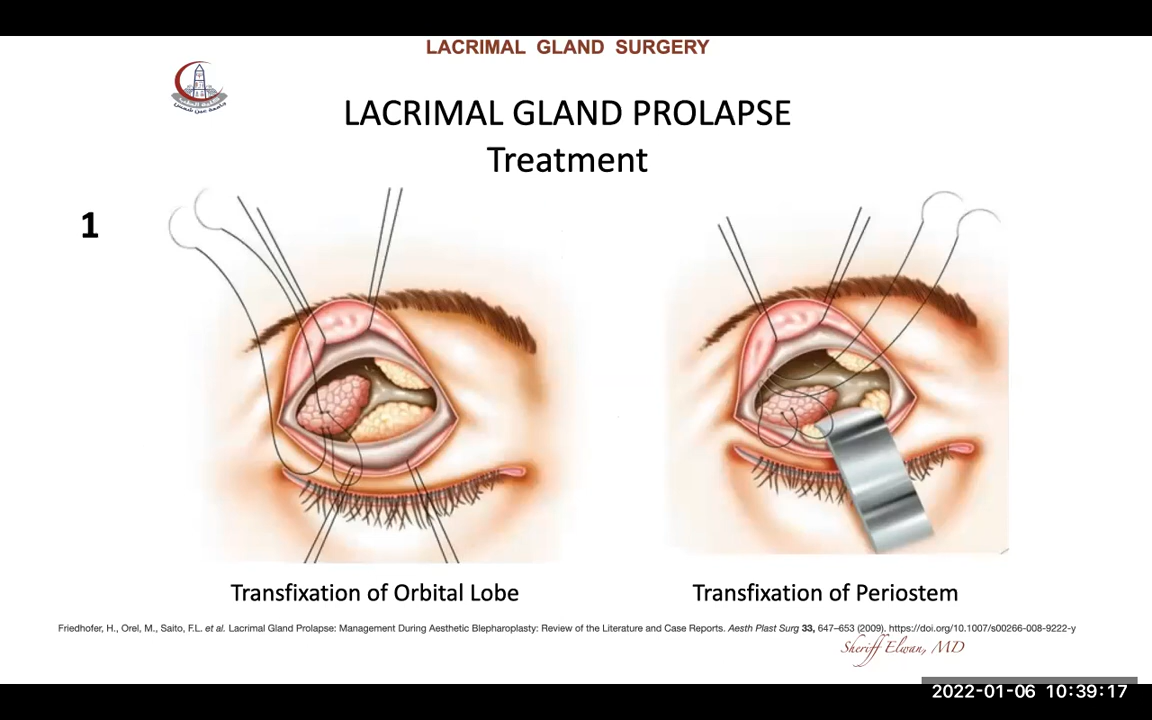 LACRIMAL GLAND SURGERY
LACRIMAL GLAND PROLAPSE
Treatment
1
Transfixation of Orbital Lobe
Transfixation of Periostem
Friedhofer, H., Orel, M., Saito, F.L. et al. Lacrimal Gland Prolapse: Management During Aesthetic Blepharoplasty: Review of the Literature and Case Reports. Aesth Plast Surg 33, 647–653 (2009). https://doi.org/10.1007/s00266-008-9222-y
Sheriff Elwan, MD
2022-01-06 10:39:17